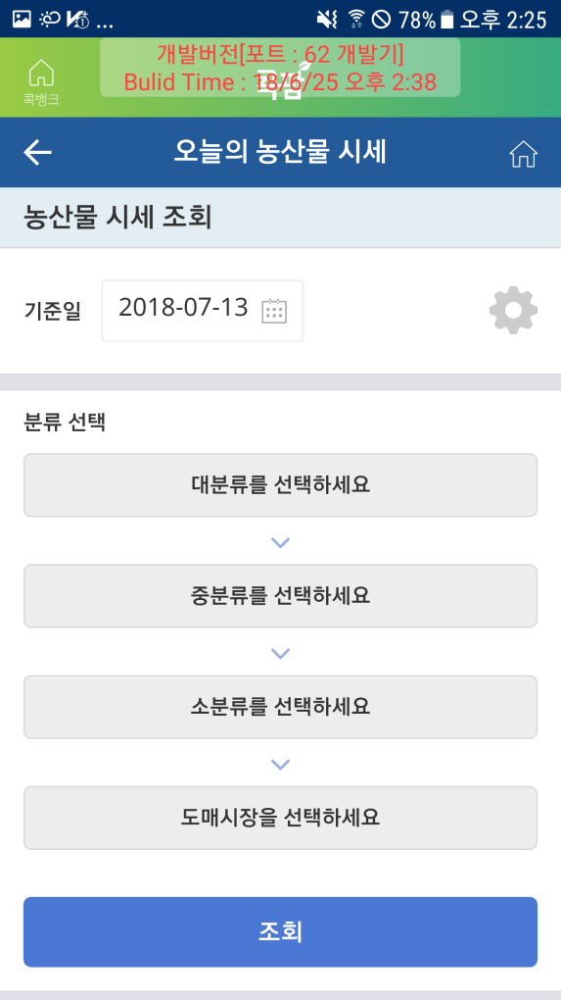 ... 78% 오후 2:25
개발버전[포트 : 62 개발기]
Bulid Time : 18/6/25 오후 2:38
콕뱅크
오늘의 농산물 시세
농산물 시세 조회
기준일 2018-07-13
분류 선택
대분류를 선택하세요
중분류를 선택하세요
소분류를 선택하세요
도매시장을 선택하세요
조회